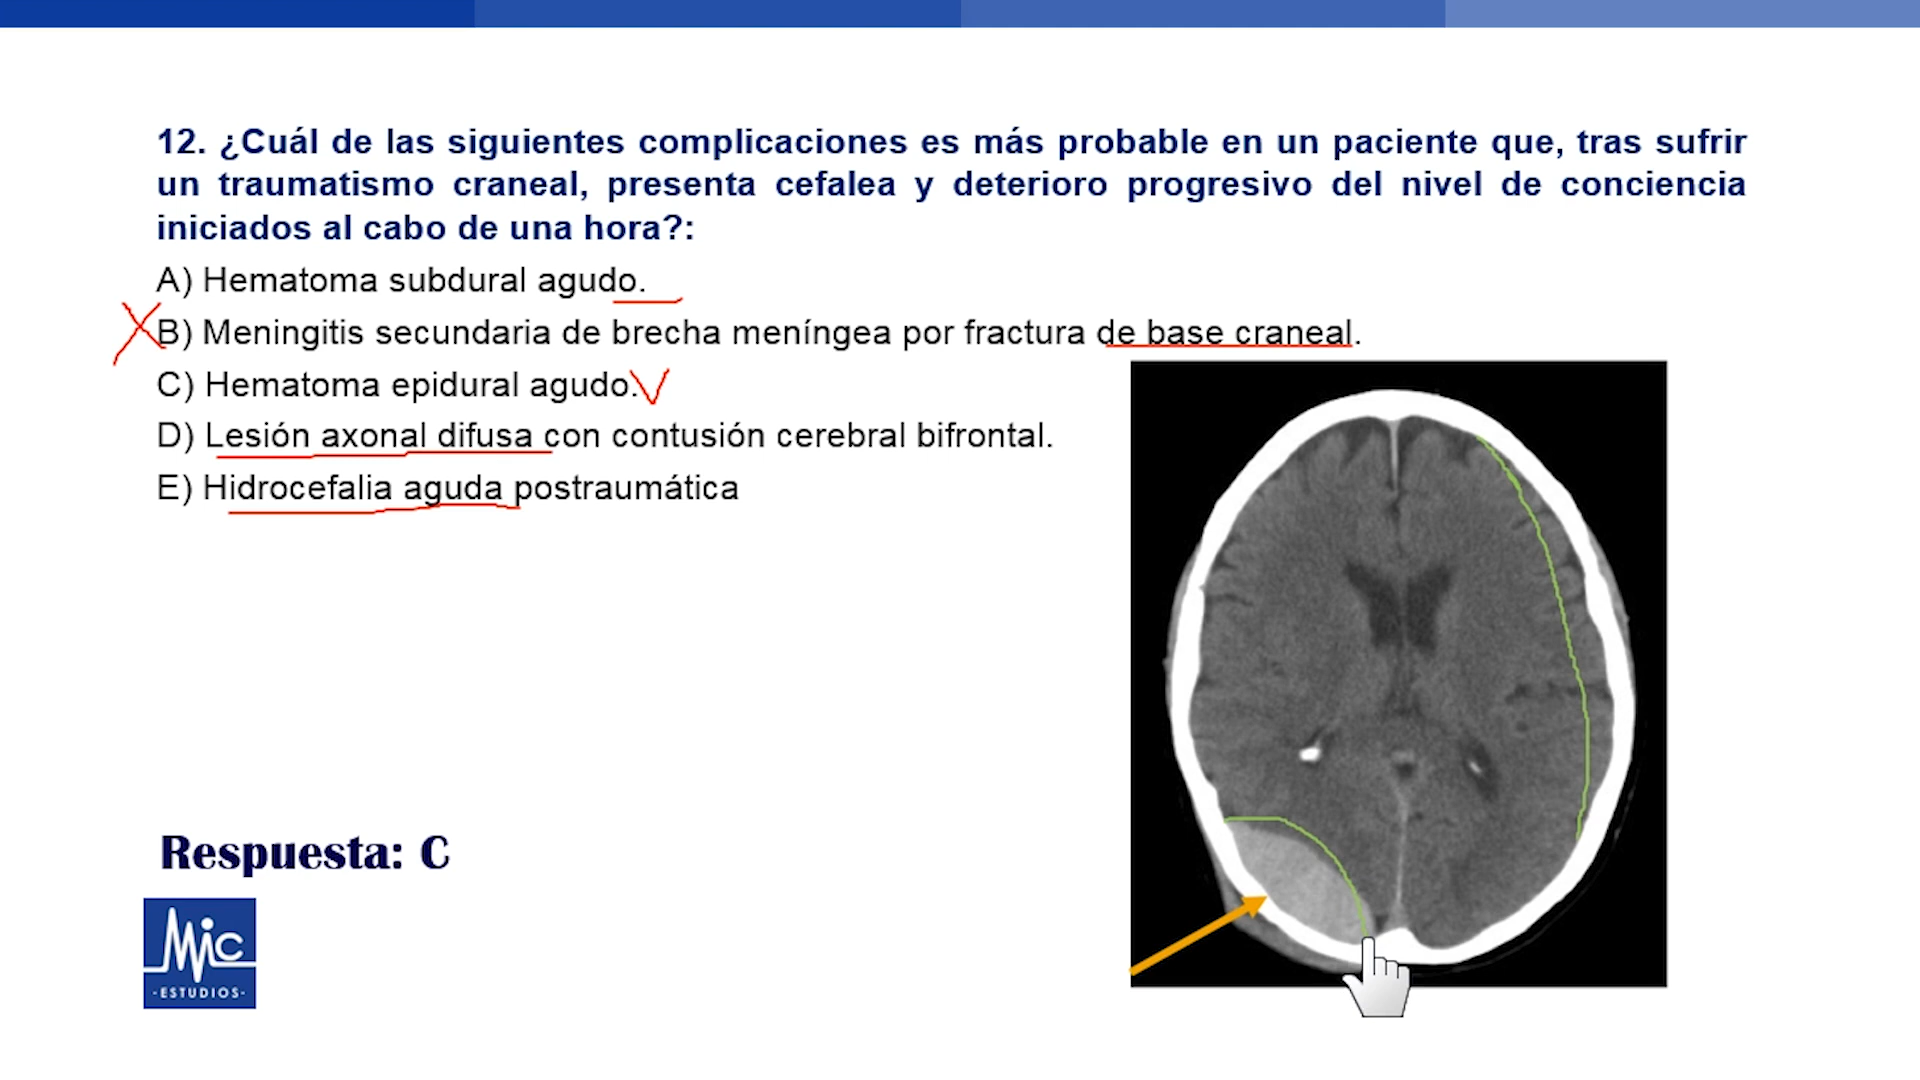 12. ¿Cuál de las siguientes complicaciones es más probable en un paciente que, tras sufrir
un traumatismo craneal, presenta cefalea y deterioro progresivo del nivel de conciencia
iniciados al cabo de una hora?:
A) Hematoma subdural agudo.
B) Meningitis secundaria de brecha meníngea por fractura de base craneal.
C) Hematoma epidural agudo.
D) Lesión axonal difusa con contusión cerebral bifrontal.
E) Hidrocefalia aguda postraumática
Respuesta: C
Mic
-ESTUDIOS-